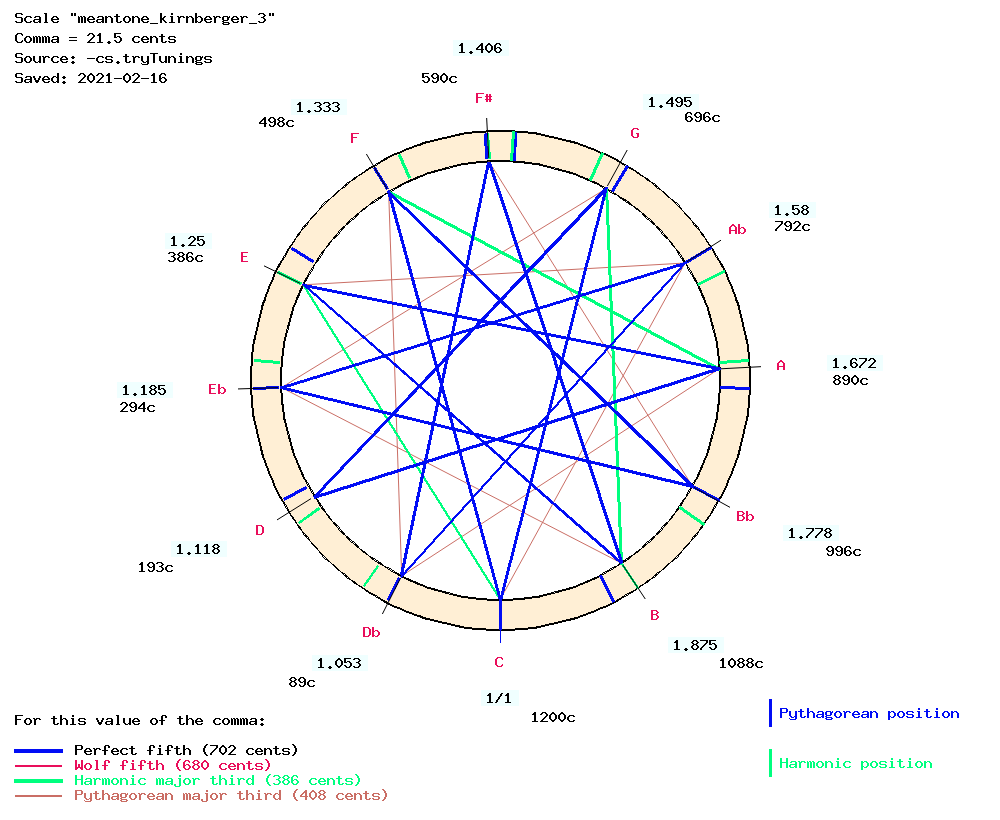 Scale "meantone_kirnberger_3"
Comma = 21.5 cents
Source: -cs.tryTunings
Saved: 2021-02-16
1.406
590c
F#
1.333
498c
F
1.495
696c
G
1.25
386c
E
1.58
792c
Ab
1.185
294c
Eb
1.672
890c
A
1.118
193c
D
1.778
996c
Bb
1.053
89c
Db
1.875
1088c
B
C
1/1
1200c
For this value of the comma:
Perfect fifth (702 cents)
Wolf fifth (680 cents)
Harmonic major third (386 cents)
Pythagorean major third (408 cents)
Pythagorean position
Harmonic position